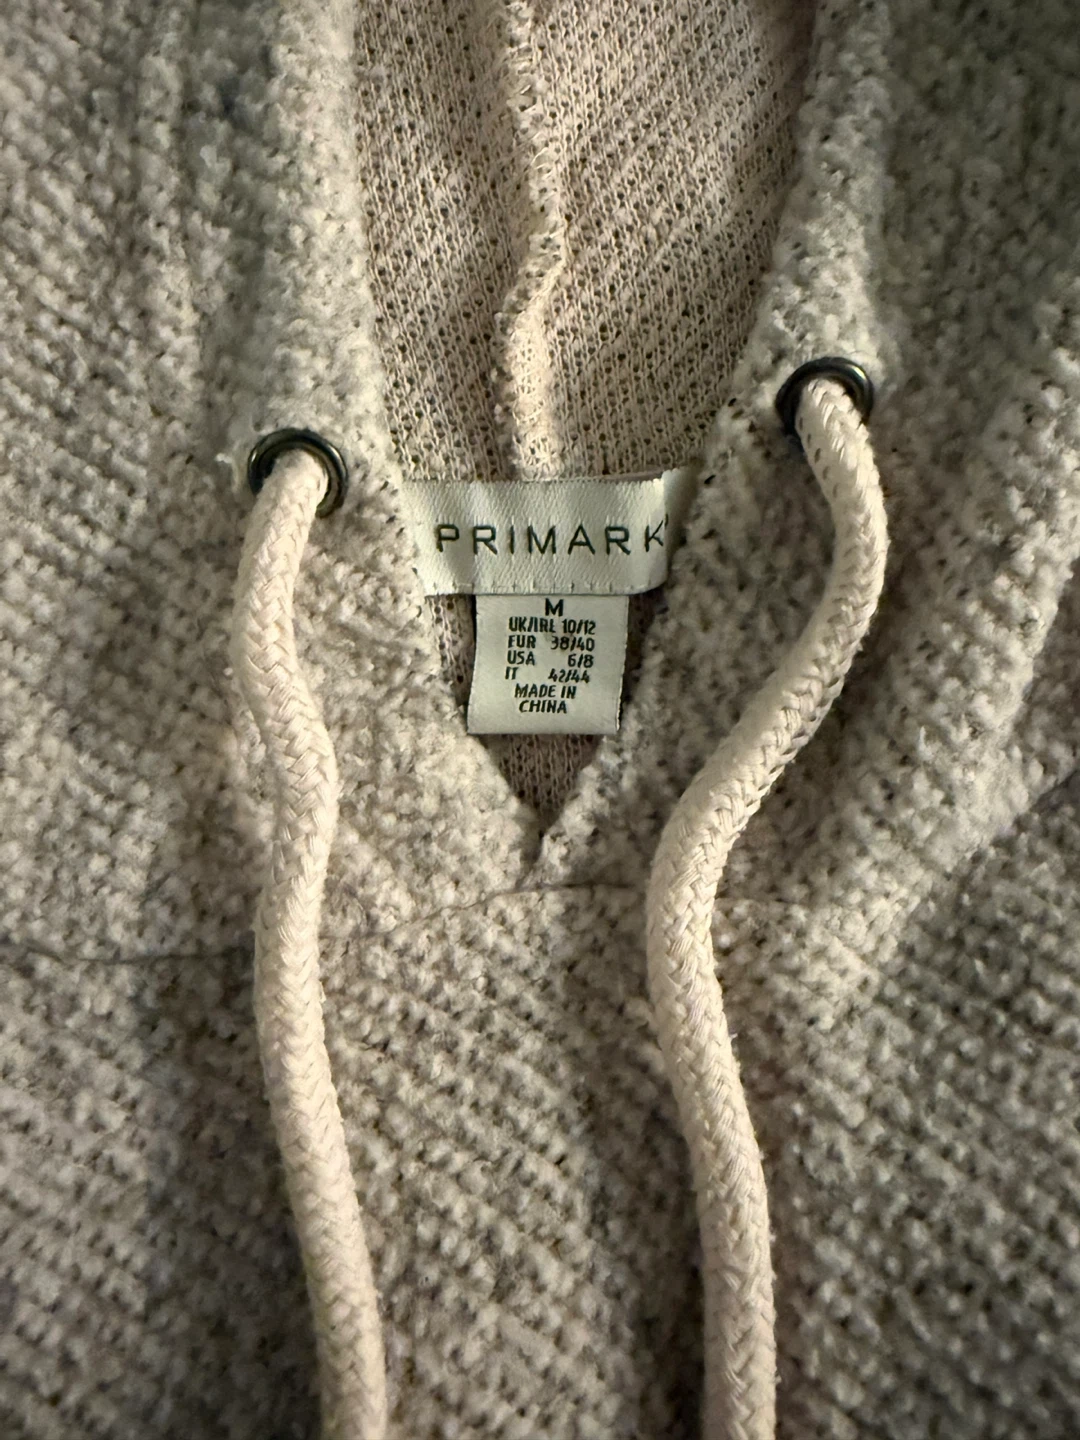 PRIMARK
M
UK/IRL 10/12
EUR 38/40
USA 6/8
IT 42/44
MADE IN
CHINA